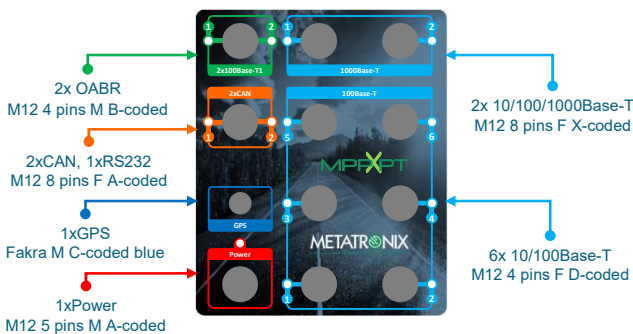 1
2
2x100Base-T1
1
2
1000Base-T
2x OABR
M12 4 pins M B-coded
2x 10/100/1000Base-T
M12 8 pins F X-coded
2xCAN
1
2
100Base-T
5
6
2xCAN, 1xRS232
M12 8 pins F A-coded
MPFXPT
3
4
GPS
1xGPS
Fakra M C-coded blue
METATRONIX
6x 10/100Base-T
M12 4 pins F D-coded
Power
1
2
1xPower
M12 5 pins M A-coded